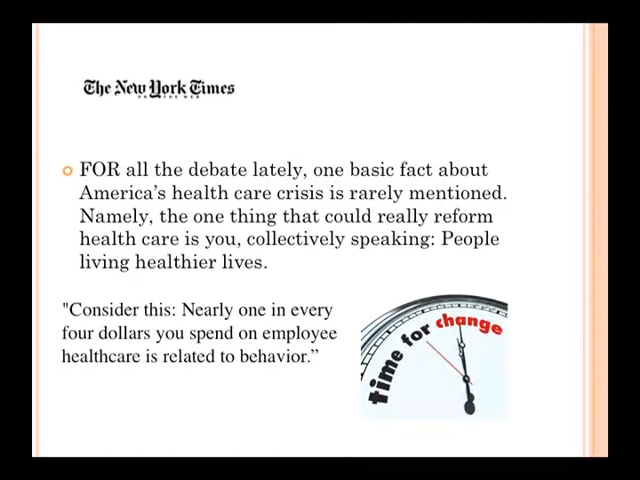 The New York Times
ON THE WEB
FOR all the debate lately, one basic fact about
America's health care crisis is rarely mentioned.
Namely, the one thing that could really reform
health care is you, collectively speaking: People
living healthier lives.
"Consider this: Nearly one in every
four dollars you spend on employee
healthcare is related to behavior.”
time for change